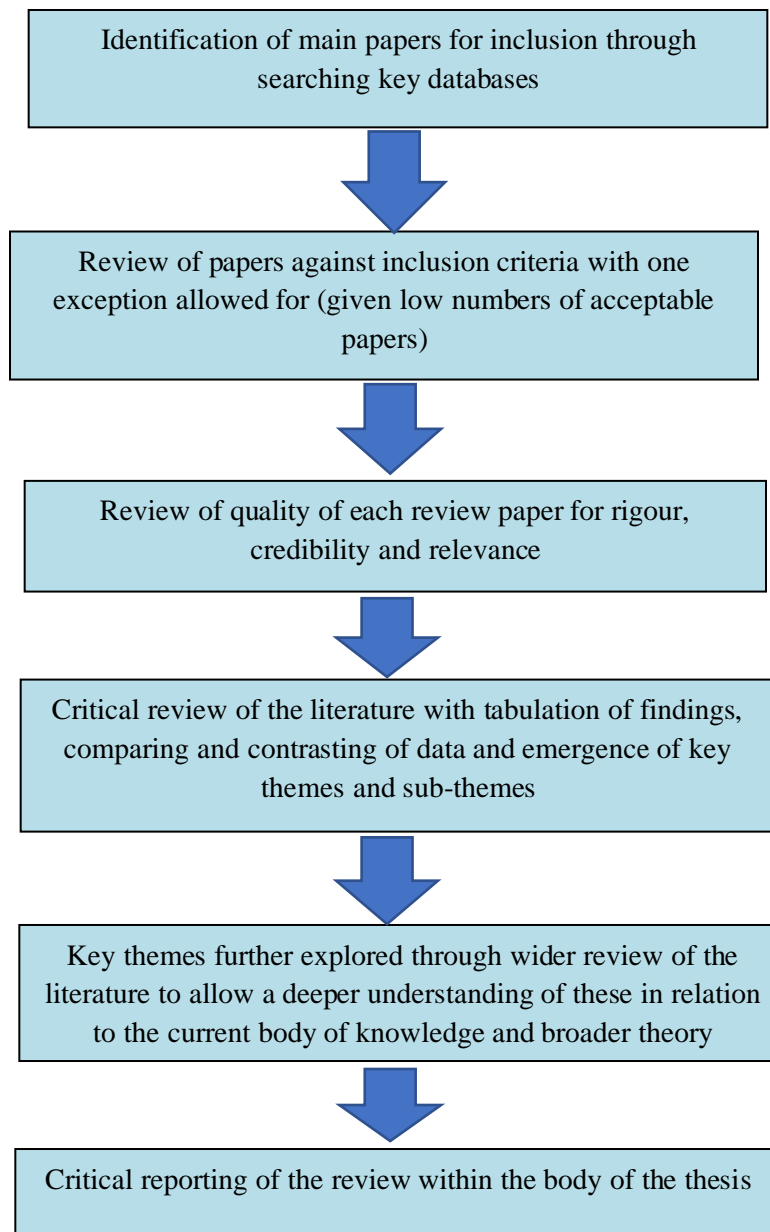 Identification of main papers for inclusion through
searching key databases
Review of papers against inclusion criteria with one
exception allowed for (given low numbers of acceptable
papers)
Review of quality of each review paper for rigour,
credibility and relevance
Critical review of the literature with tabulation of findings,
comparing and contrasting of data and emergence of key
themes and sub-themes
Key themes further explored through wider review of the
literature to allow a deeper understanding of these in relation
to the current body of knowledge and broader theory
Critical reporting of the review within the body of the thesis